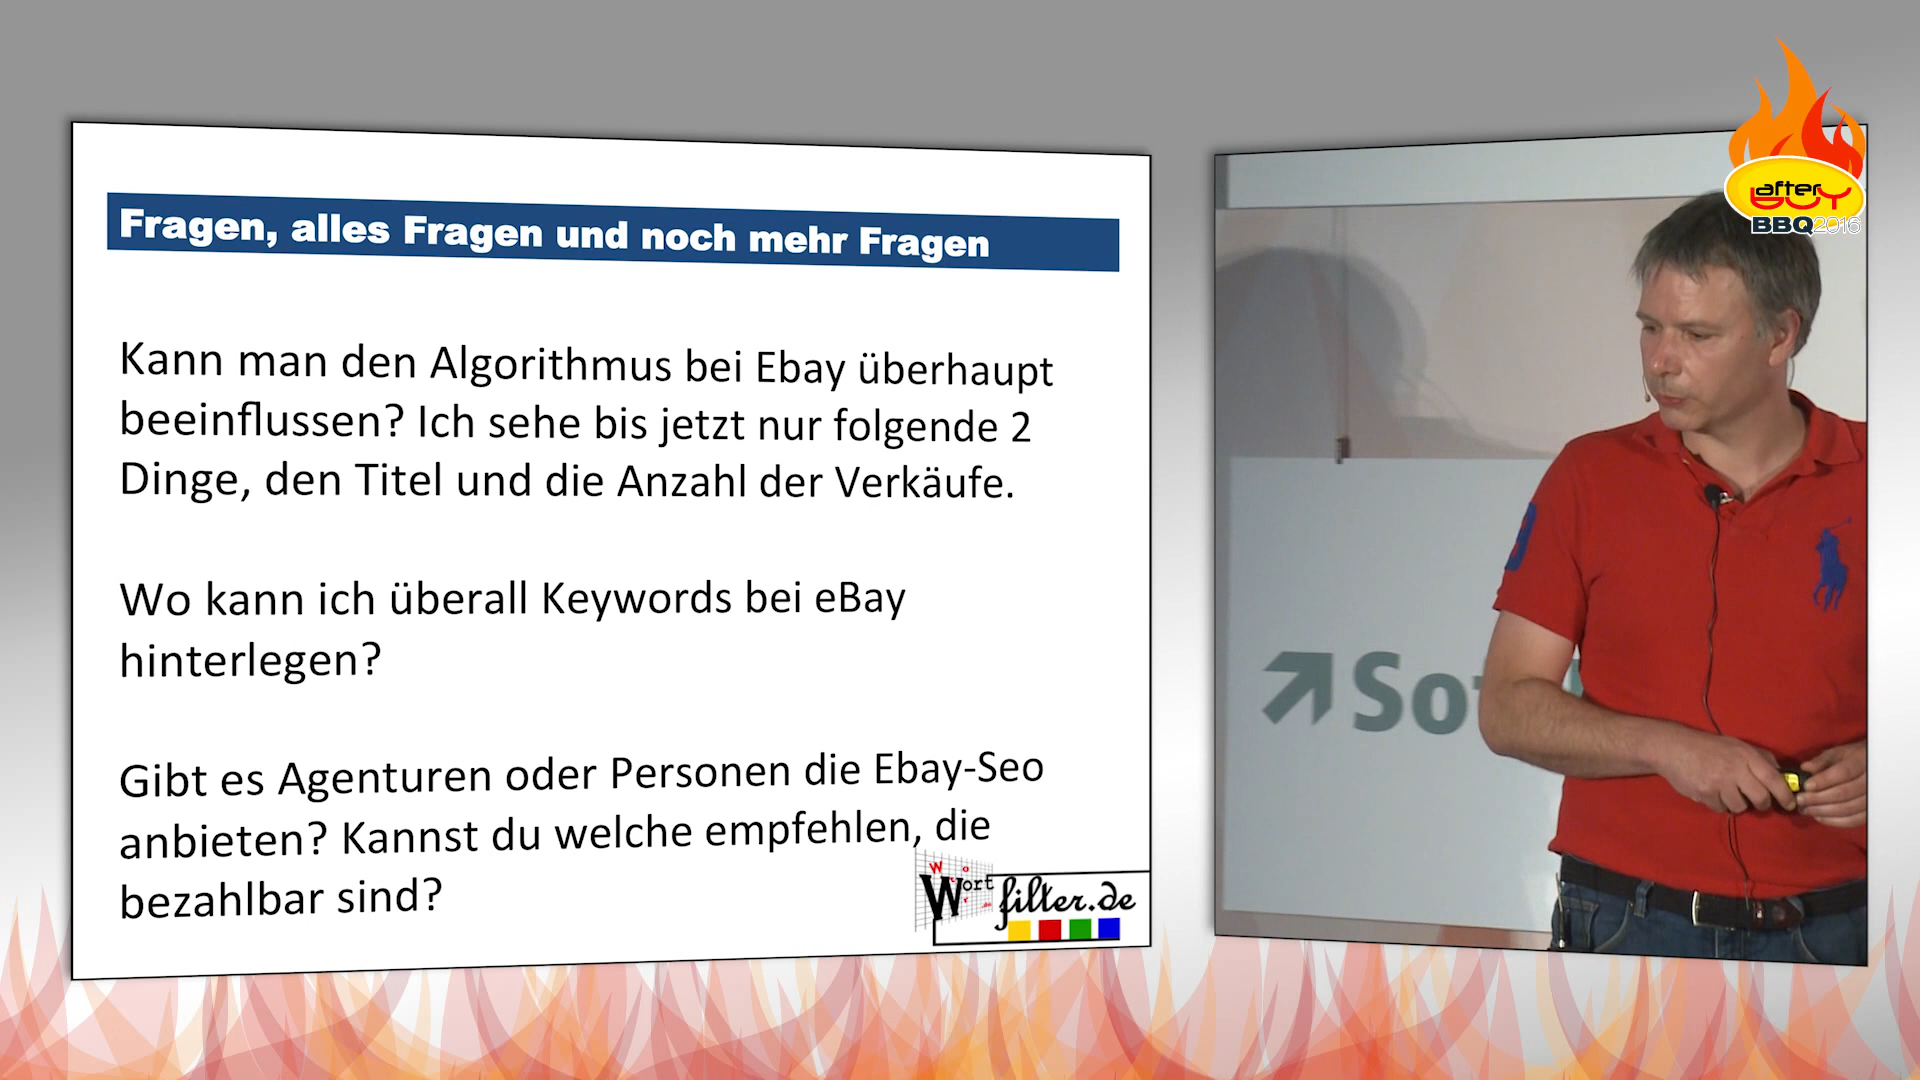 Fragen, alles Fragen und noch mehr Fragen
Kann man den Algorithmus bei Ebay überhaupt
beeinflussen? Ich sehe bis jetzt nur folgende 2
Dinge, den Titel und die Anzahl der Verkäufe.
Wo kann ich überall Keywords bei eBay
hinterlegen?
Gibt es Agenturen oder Personen die Ebay-Seo
anbieten? Kannst du welche empfehlen, die
bezahlbar sind?
Wortfilter.de
after
BUY
BBQ2016
So